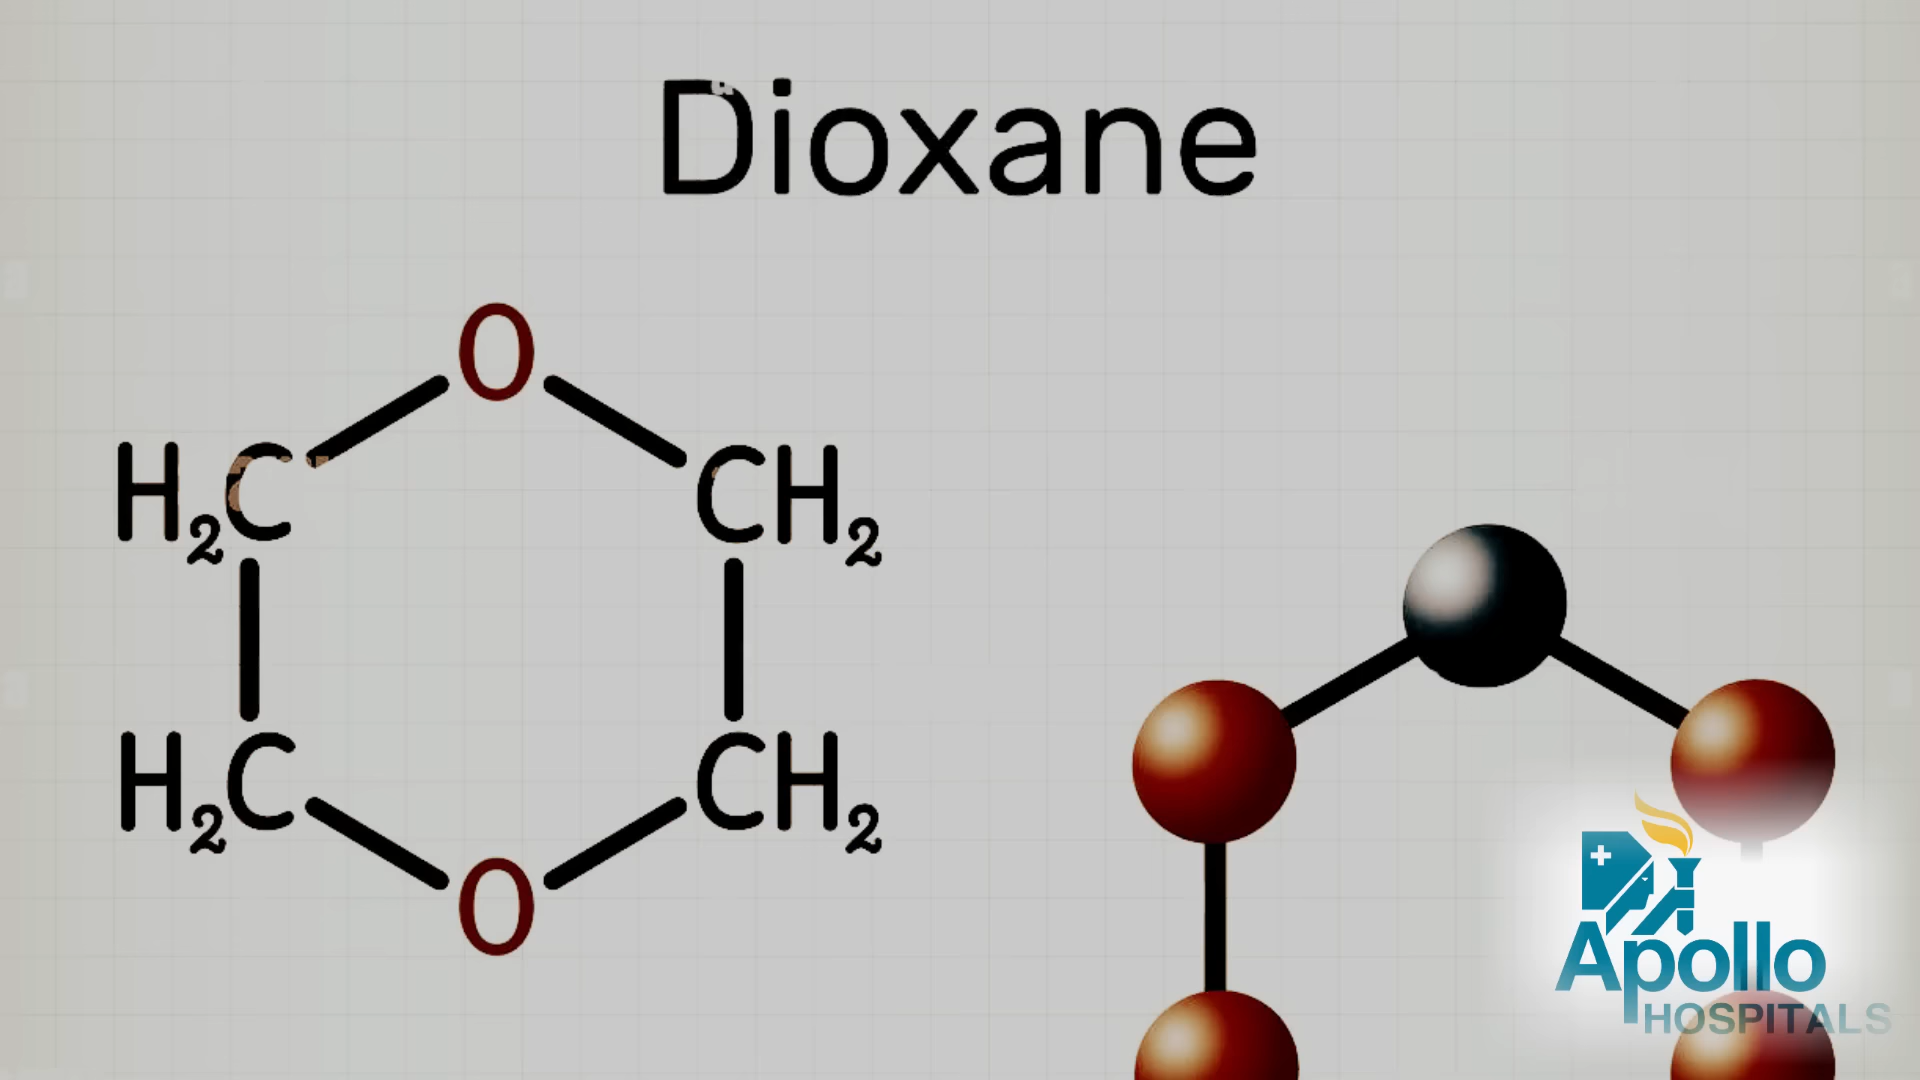 Dioxane
O
H₂C CH₂
H₂C CH₂
O
Apollo
HOSPITALS